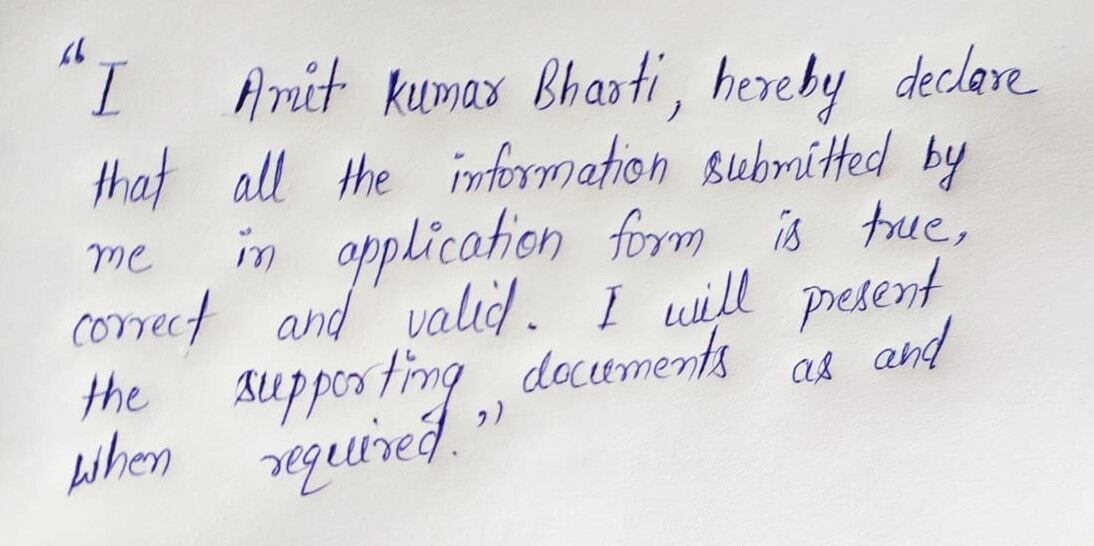 "I Amit Kumar Bharti, hereby declare
that all the information submitted by
me in application form is true,
correct and valid. I will present
the supporting documents as and
when required."